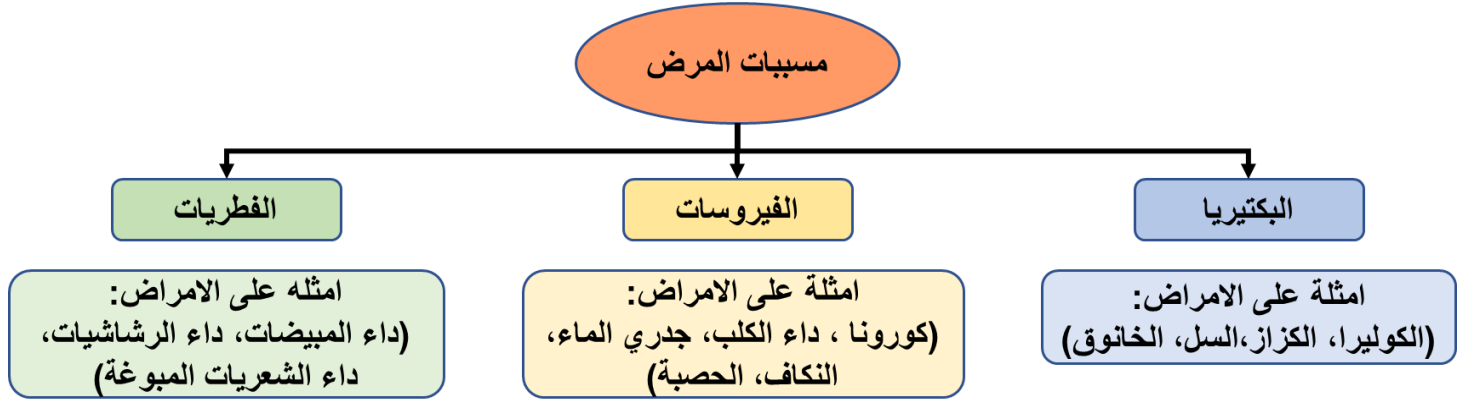 مسببات المرض
البكتيريا
الفيروسات
الفطريات
امثلة على الامراض:
(الكوليرا، الكزاز،السل، الخانوق)
امثلة على الامراض:
(كورونا ، داء الكلب، جدري الماء،
النكاف، الحصبة)
امثله على الامراض:
(داء المبيضات، داء الرشاشيات،
داء الشعريات المبوغة)